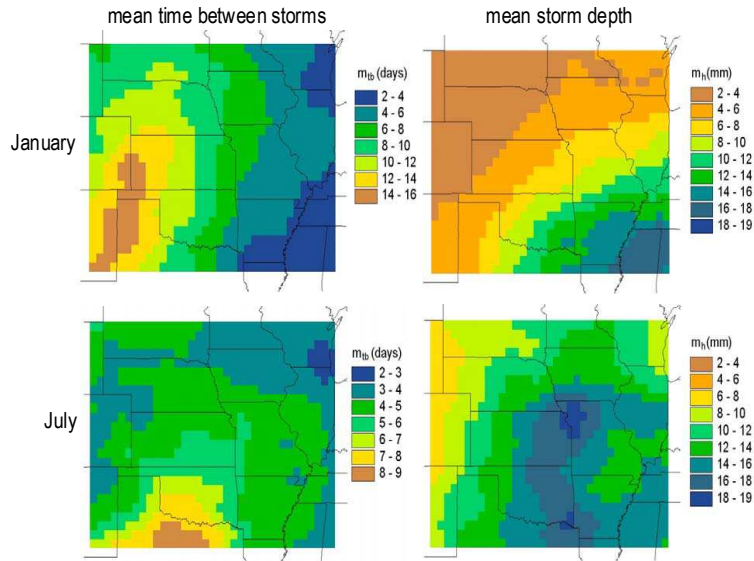 mean time between storms
mean storm depth
January
m_tb (days)
2 - 4
4 - 6
6 - 8
8 - 10
10 - 12
12 - 14
14 - 16
m_h (mm)
2 - 4
4 - 6
6 - 8
8 - 10
10 - 12
12 - 14
14 - 16
16 - 18
18 - 19
July
m_tb (days)
2 - 3
3 - 4
4 - 5
5 - 6
6 - 7
7 - 8
8 - 9
m_h (mm)
2 - 4
4 - 6
6 - 8
8 - 10
10 - 12
12 - 14
14 - 16
16 - 18
18 - 19